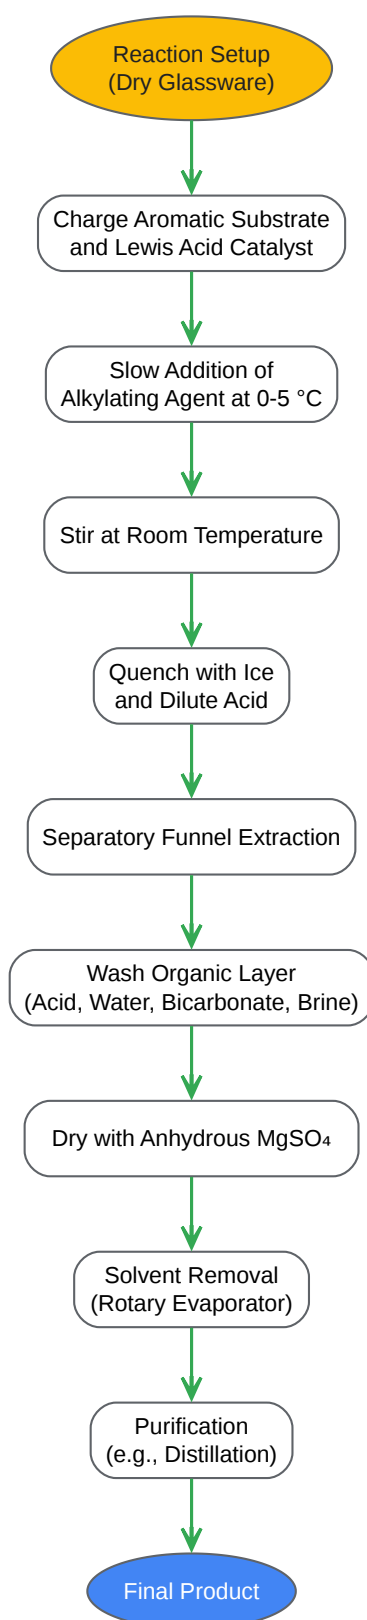 Reaction Setup
(Dry Glassware)
Charge Aromatic Substrate
and Lewis Acid Catalyst
Slow Addition of
Alkylating Agent at 0-5 °C
Stir at Room Temperature
Quench with Ice
and Dilute Acid
Separatory Funnel Extraction
Wash Organic Layer
(Acid, Water, Bicarbonate, Brine)
Dry with Anhydrous MgSO₄
Solvent Removal
(Rotary Evaporator)
Purification
(e.g., Distillation)
Final Product